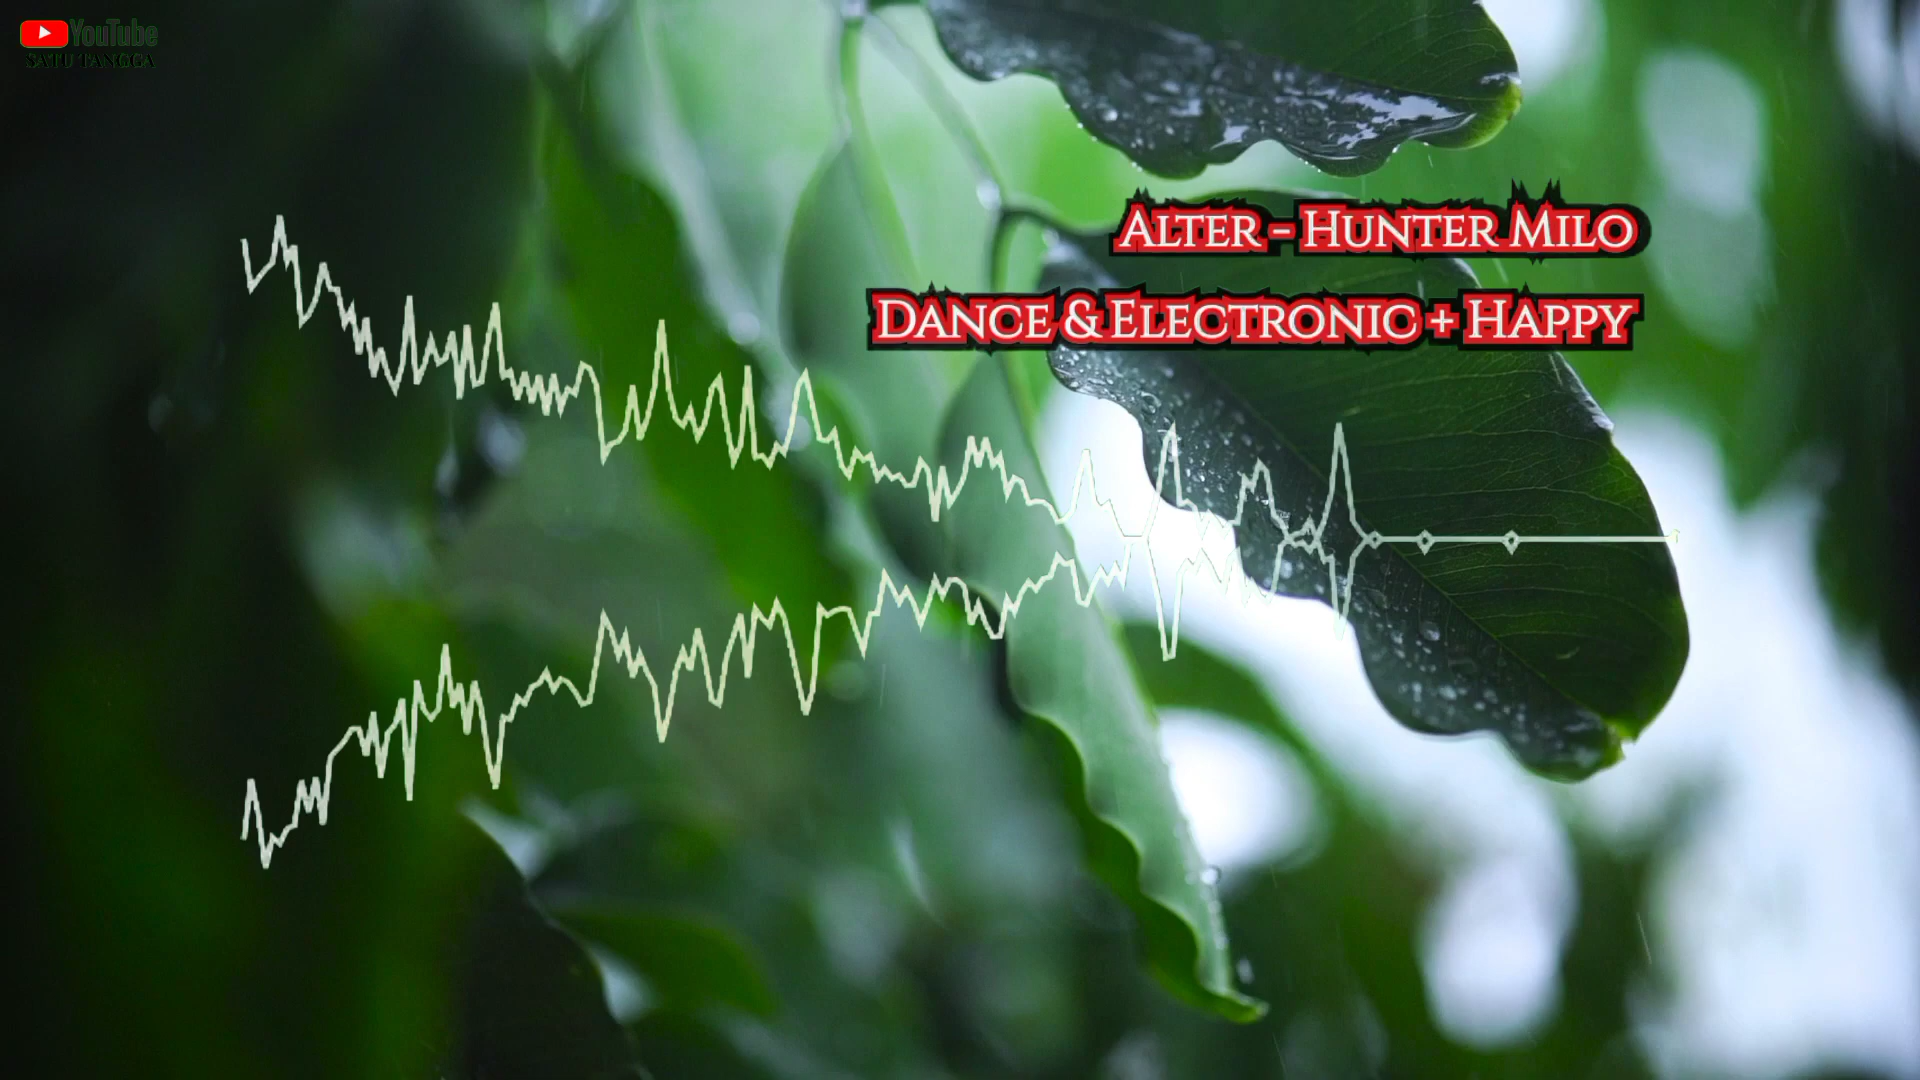 YouTube
SATU TANGGA
Alter - Hunter Milo
Dance & Electronic + Happy